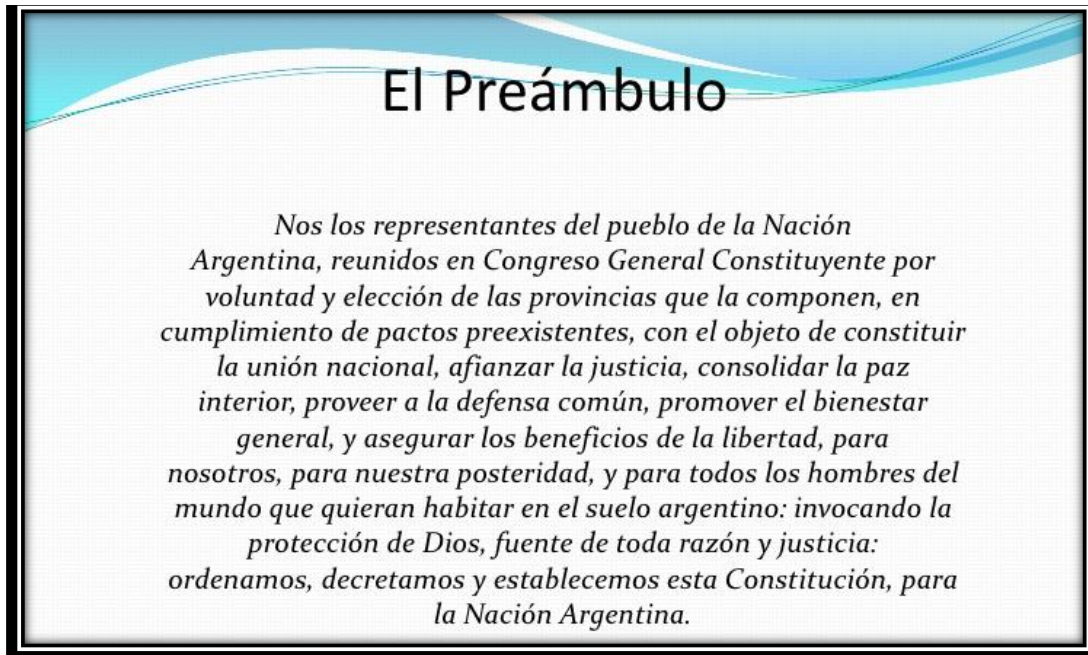 El Preámbulo
Nos los representantes del pueblo de la Nación
Argentina, reunidos en Congreso General Constituyente por
voluntad y elección de las provincias que la componen, en
cumplimiento de pactos preexistentes, con el objeto de constituir
la unión nacional, afianzar la justicia, consolidar la paz
interior, proveer a la defensa común, promover el bienestar
general, y asegurar los beneficios de la libertad, para
nosotros, para nuestra posteridad, y para todos los hombres del
mundo que quieran habitar en el suelo argentino: invocando la
protección de Dios, fuente de toda razón y justicia:
ordenamos, decretamos y establecemos esta Constitución, para
la Nación Argentina.